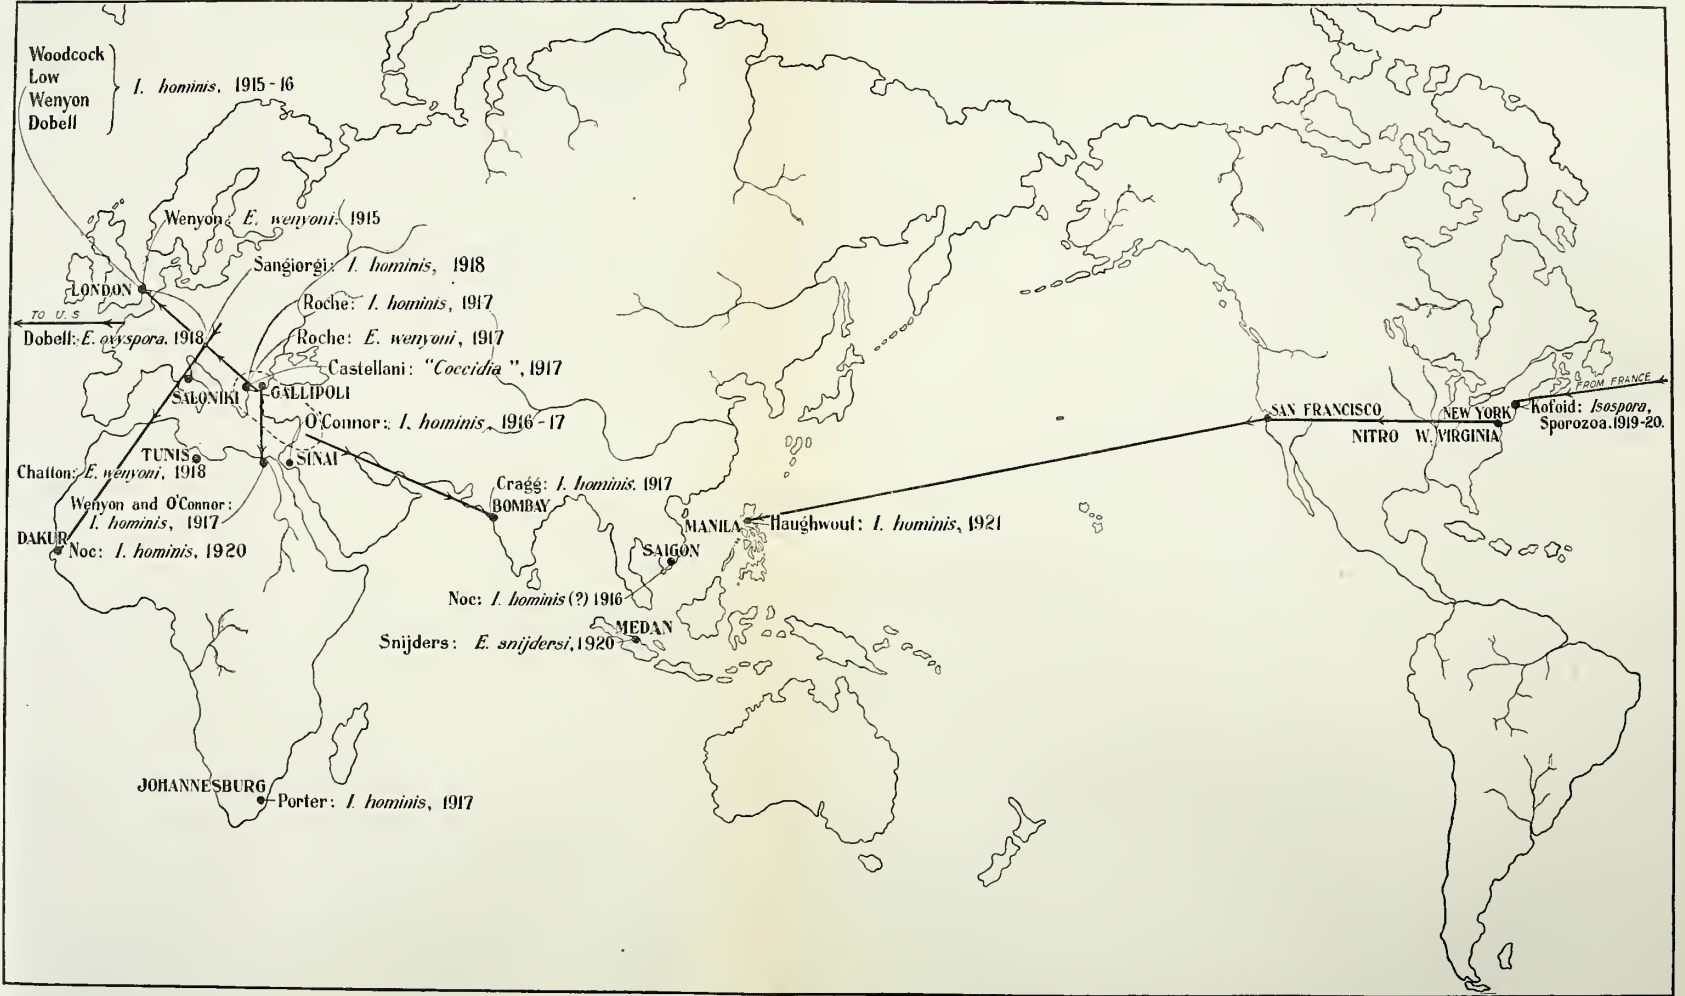 Woodcock
Low
Wenyon
Dobell
I. hominis, 1915-16
Wenyon: E. wenyoni: 1915
Sangiorgi: I. hominis, 1918
LONDON
Roche: I. hominis, 1917
TO U.S
Dobell: E. oxyspora, 1918
Roche: E. wenyoni, 1917
Castellani: "Coccidia", 1917
SALONIKI
GALLIPOLI
O'Connor: I. hominis, 1916-17
TUNIS
SINAI
Chatton: E. wenyoni, 1918
Wenyon and O'Connor:
I. hominis, 1917
DAKUR
Noc: I. hominis, 1920
Cragg: I. hominis, 1917
BOMBAY
MANILA
Haughwout: I. hominis, 1921
SAIGON
Noc: I. hominis (?) 1916
MEDAN
Snijders: E. snijdersi, 1920
JOHANNESBURG
Porter: I. hominis, 1917
FROM FRANCE
SAN FRANCISCO
NEW YORK
Kofoid: Isospora,
Sporozoa. 1919-20.
NITRO W. VIRGINIA